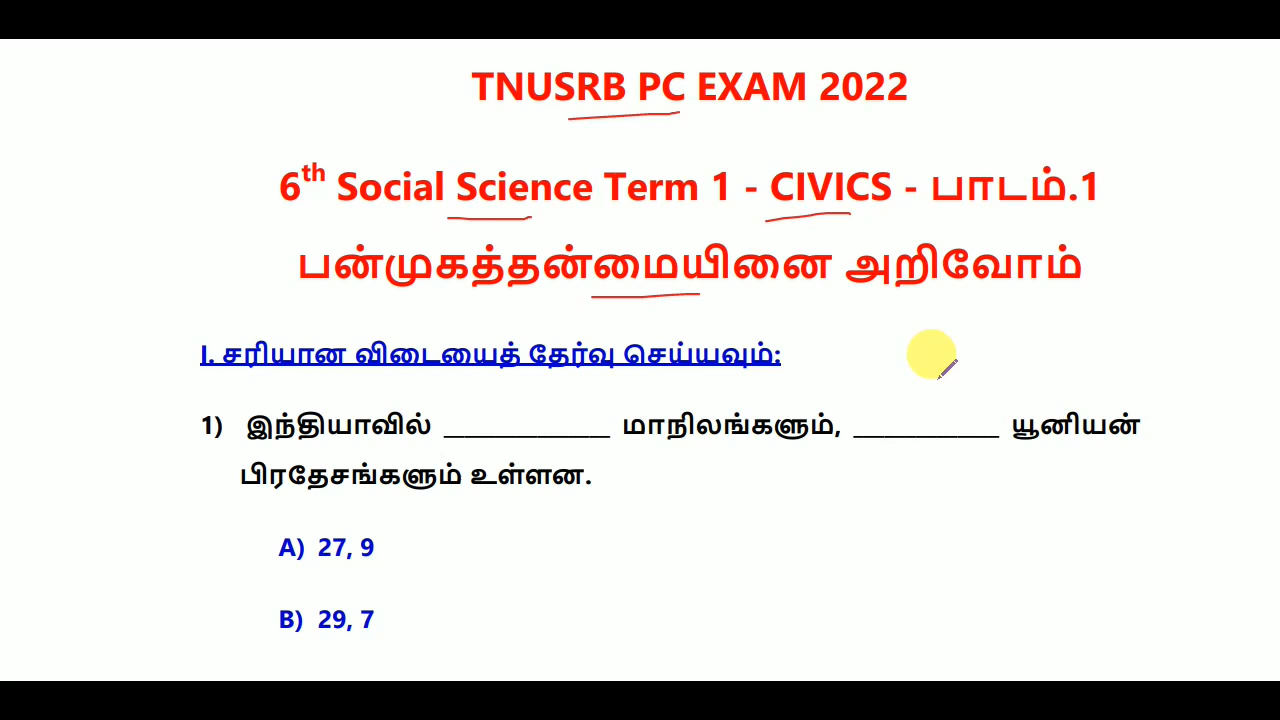 TNUSRB PC EXAM 2022
6th Social Science Term 1 - CIVICS - பாடம்.1
பன்முகத்தன்மையினை அறிவோம்
I. சரியான விடையைத் தேர்வு செய்யவும்:
1) இந்தியாவில் ____________ மாநிலங்களும், ___________ யூனியன்
பிரதேசங்களும் உள்ளன.
A) 27, 9
B) 29, 7